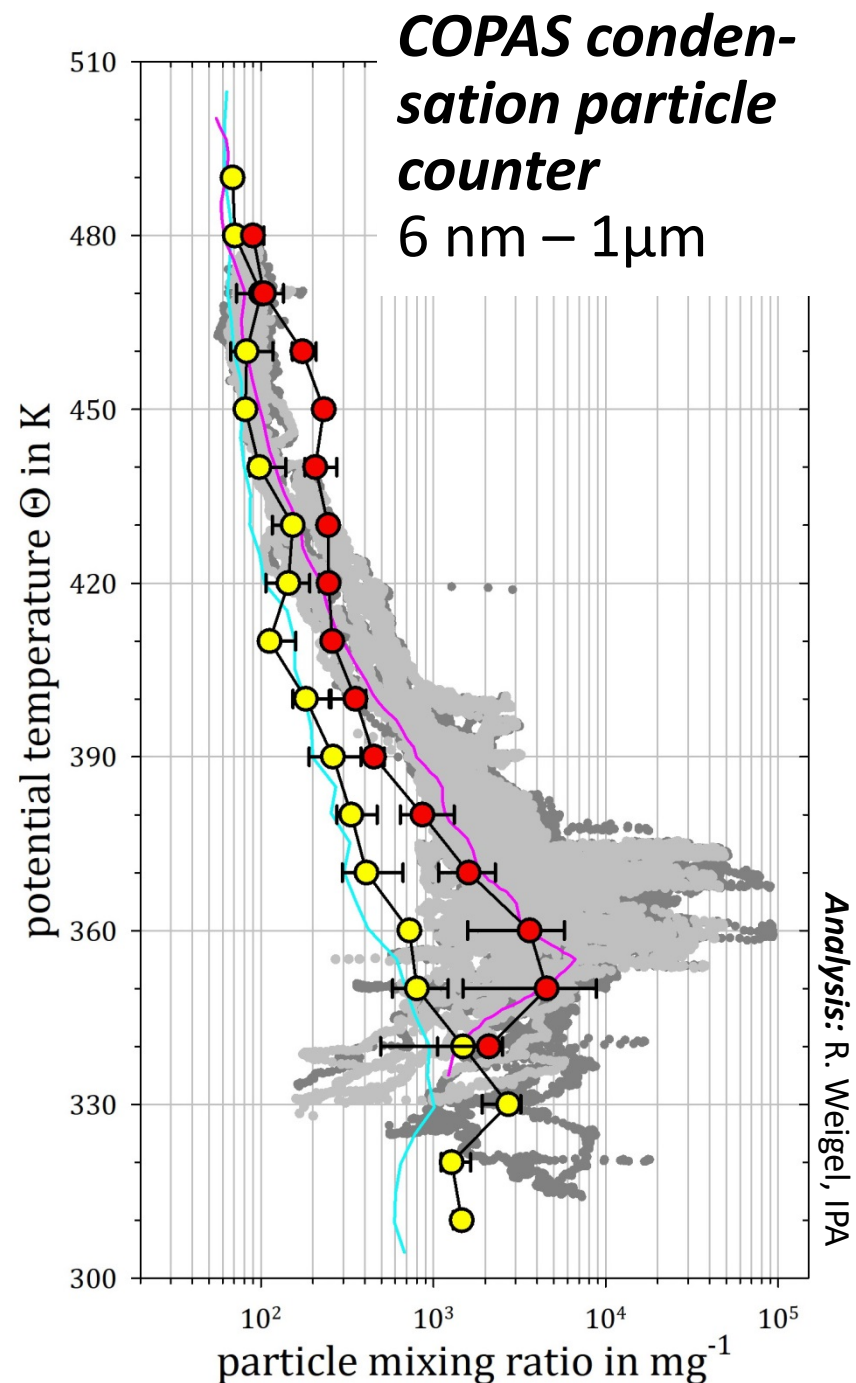 COPAS conden-
sation particle
counter
6 nm – 1μm
potential temperature Θ in K
510
480
450
420
390
360
330
300
10²
10³
10⁴
10⁵
particle mixing ratio in mg⁻¹
Analysis: R. Weigel, IPA